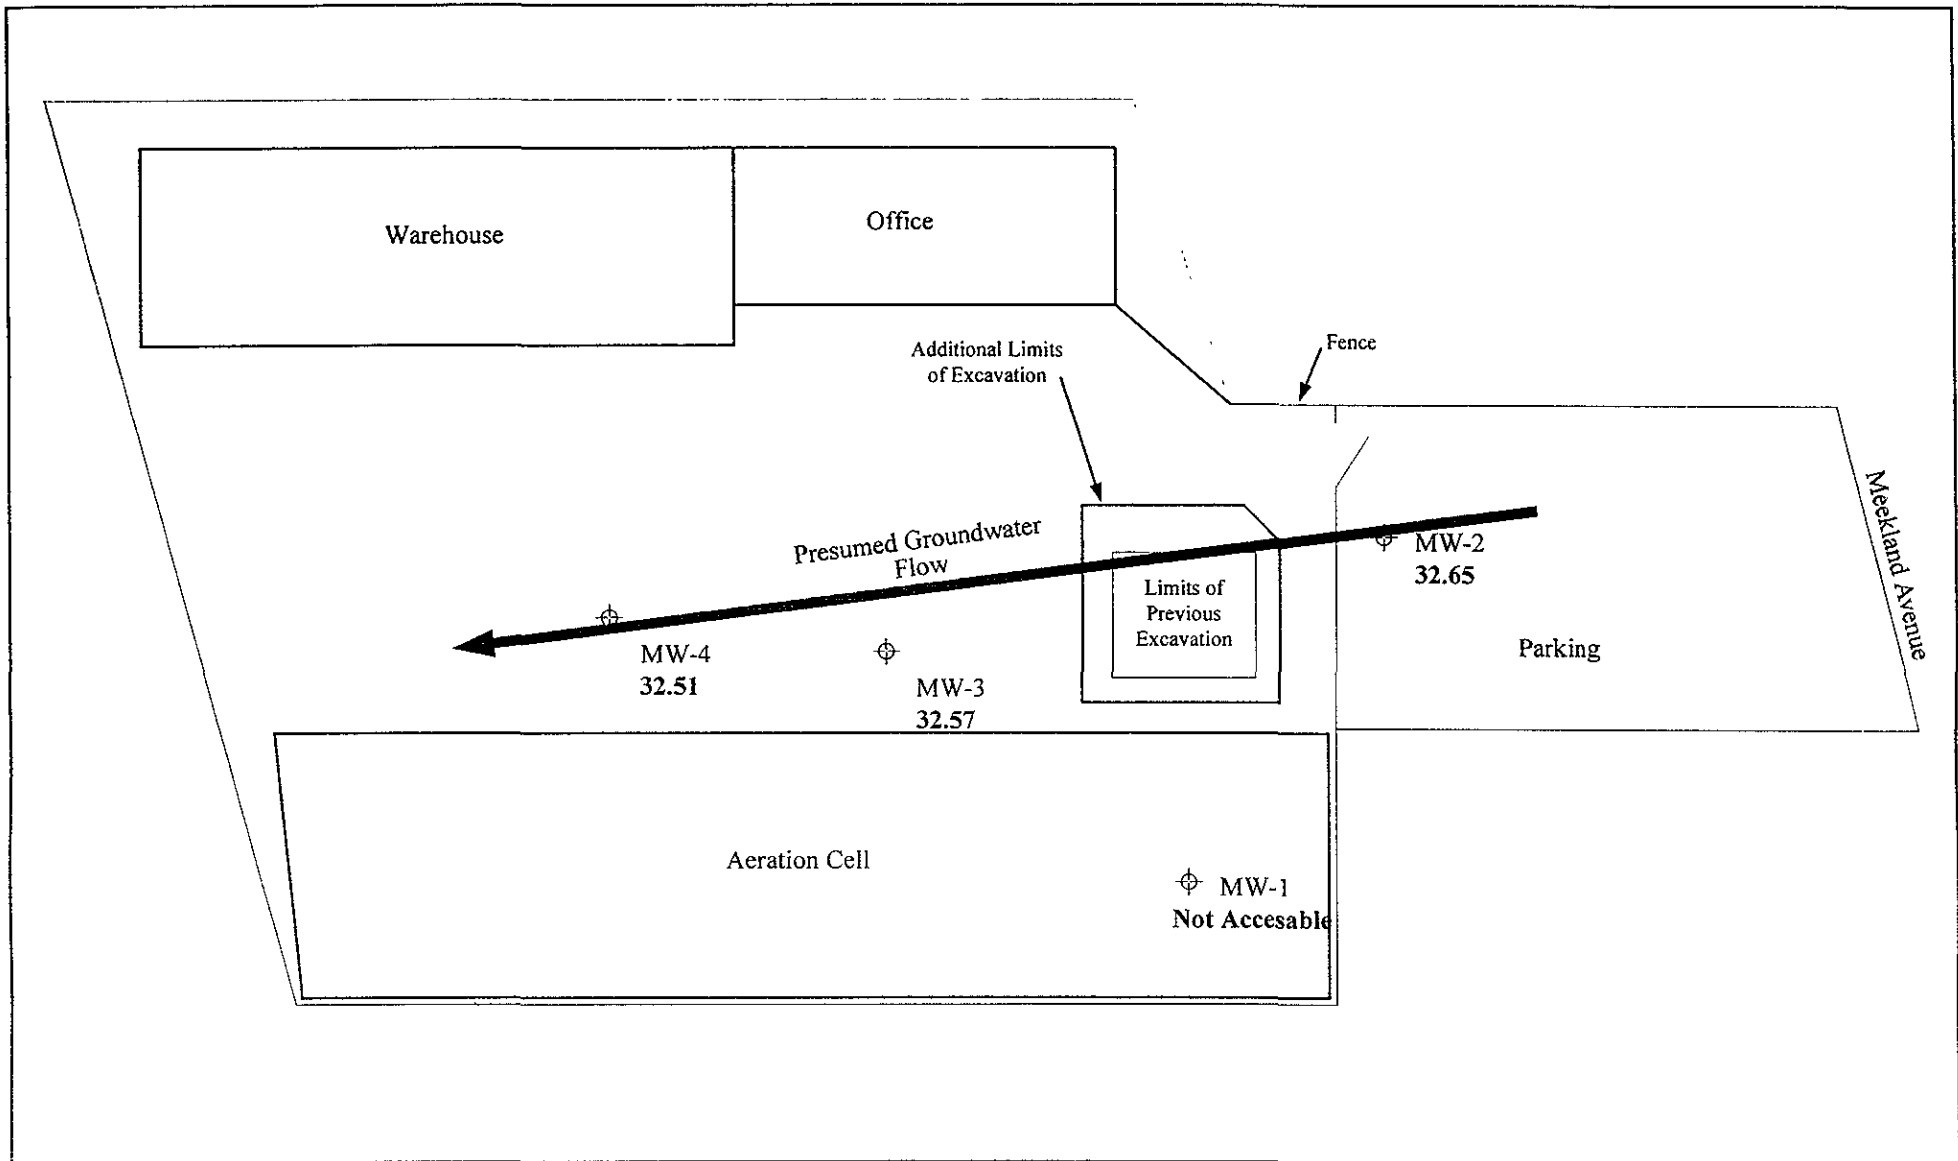 Warehouse
Office
Additional Limits
of Excavation
Fence
Presumed Groundwater
Flow
MW-2
32.65
Limits of
Previous
Excavation
Meekland Avenue
Parking
MW-4
32.51
MW-3
32.57
Aeration Cell
MW-1
Not Accesable